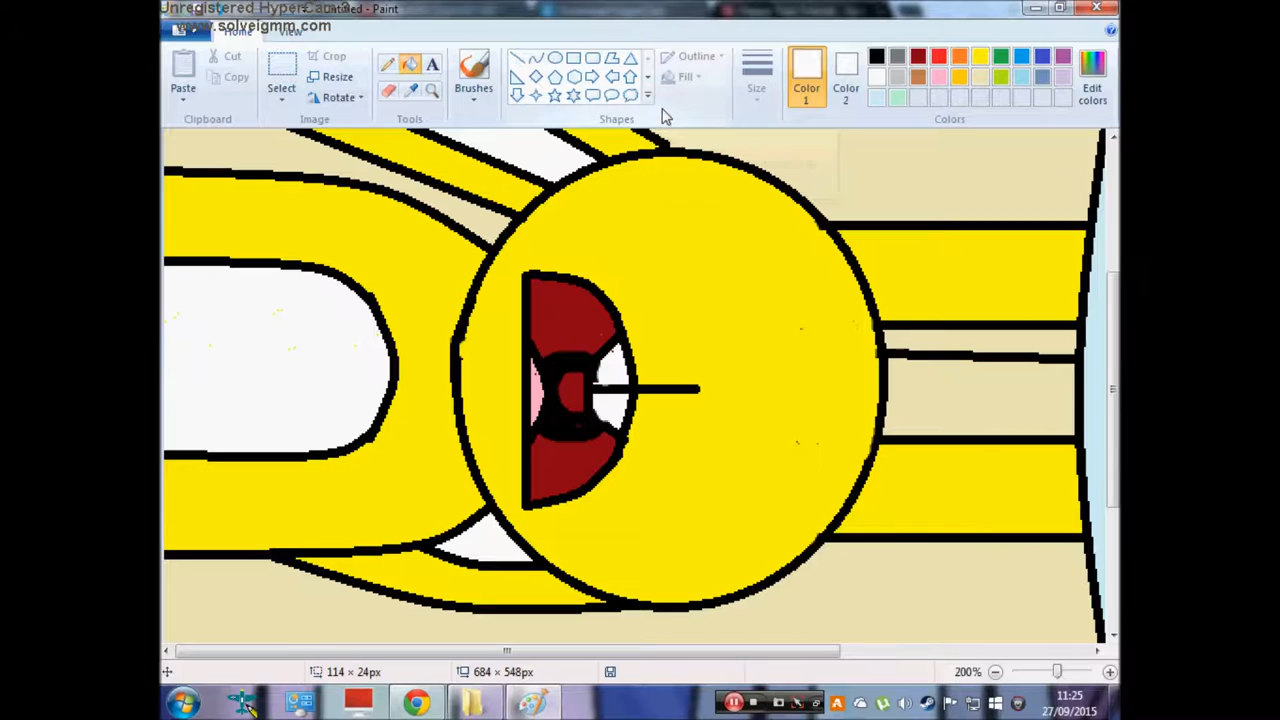 Unregistered HyperCam 3
Untitled - Paint
www.solveigmm.com
Home
View
Paste
Cut
Copy
Clipboard
Select
Crop
Resize
Rotate
Image
Tools
Brushes
Shapes
Outline
Fill
Size
Color
1
Color
2
Colors
Edit
colors
114 × 24px
684 × 548px
200%
11:25
27/09/2015